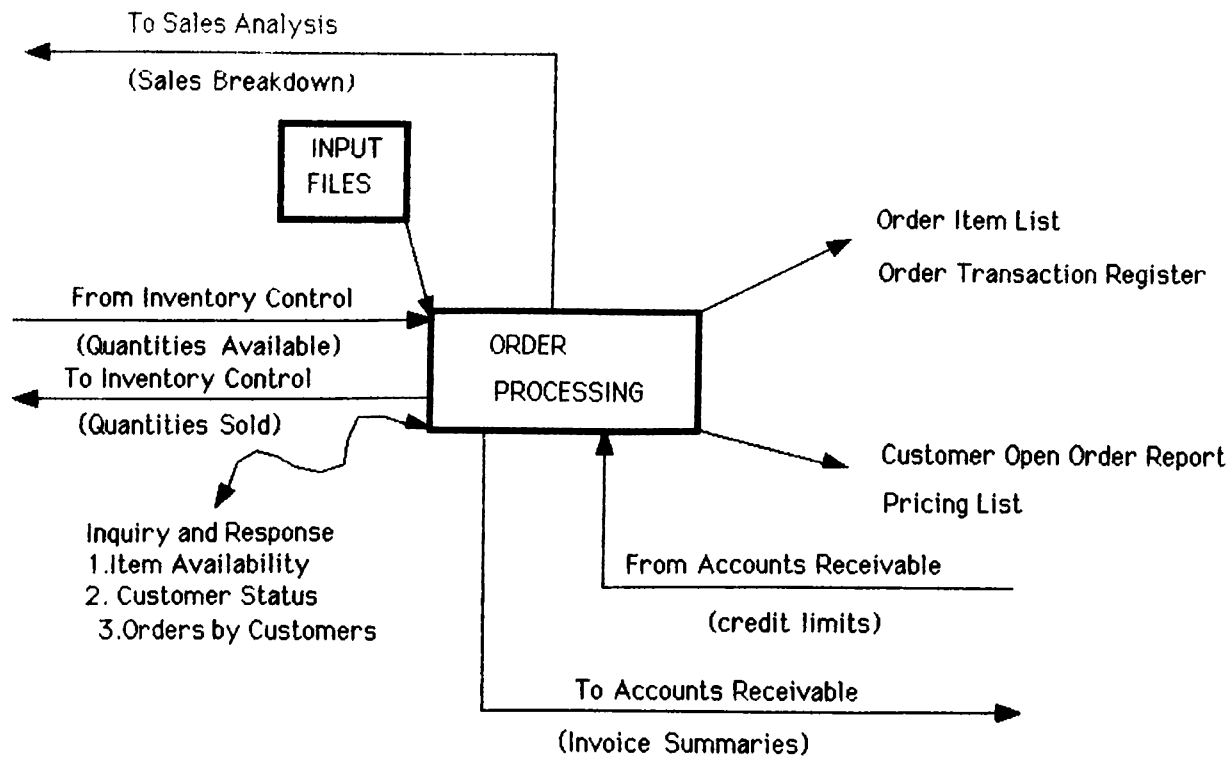 To Sales Analysis
(Sales Breakdown)
INPUT
FILES
Order Item List
Order Transaction Register
From Inventory Control
(Quantities Available)
To Inventory Control
(Quantities Sold)
ORDER
PROCESSING
Customer Open Order Report
Pricing List
Inquiry and Response
1.Item Availability
2. Customer Status
3.Orders by Customers
From Accounts Receivable
(credit limits)
To Accounts Receivable
(Invoice Summaries)